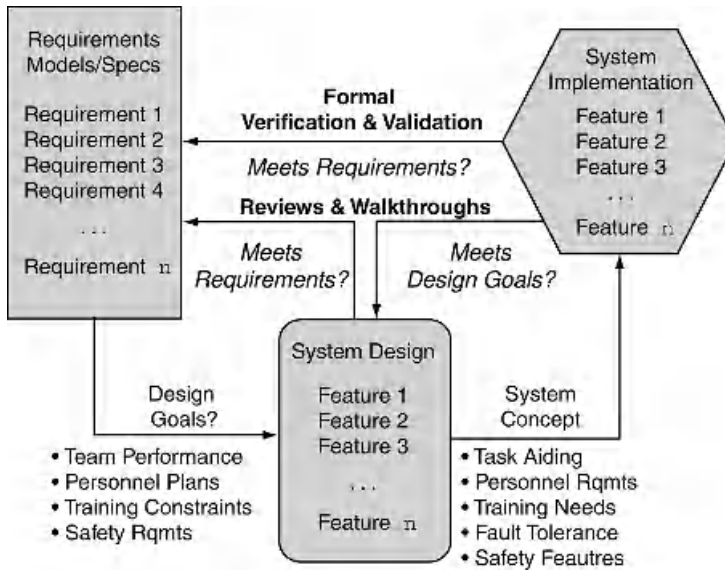 Requirements
Models/Specs
Requirement 1
Requirement 2
Requirement 3
Requirement 4
...
Requirement n
Formal
Verification & Validation
Meets Requirements?
Reviews & Walkthroughs
Meets
Requirements?
Meets
Design Goals?
System
Implementation
Feature 1
Feature 2
Feature 3
...
Feature n
Design
Goals?
• Team Performance
• Personnel Plans
• Training Constraints
• Safety Rqmts
System Design
Feature 1
Feature 2
Feature 3
...
Feature n
System
Concept
• Task Aiding
• Personnel Rqmts
• Training Needs
• Fault Tolerance
• Safety Feautres